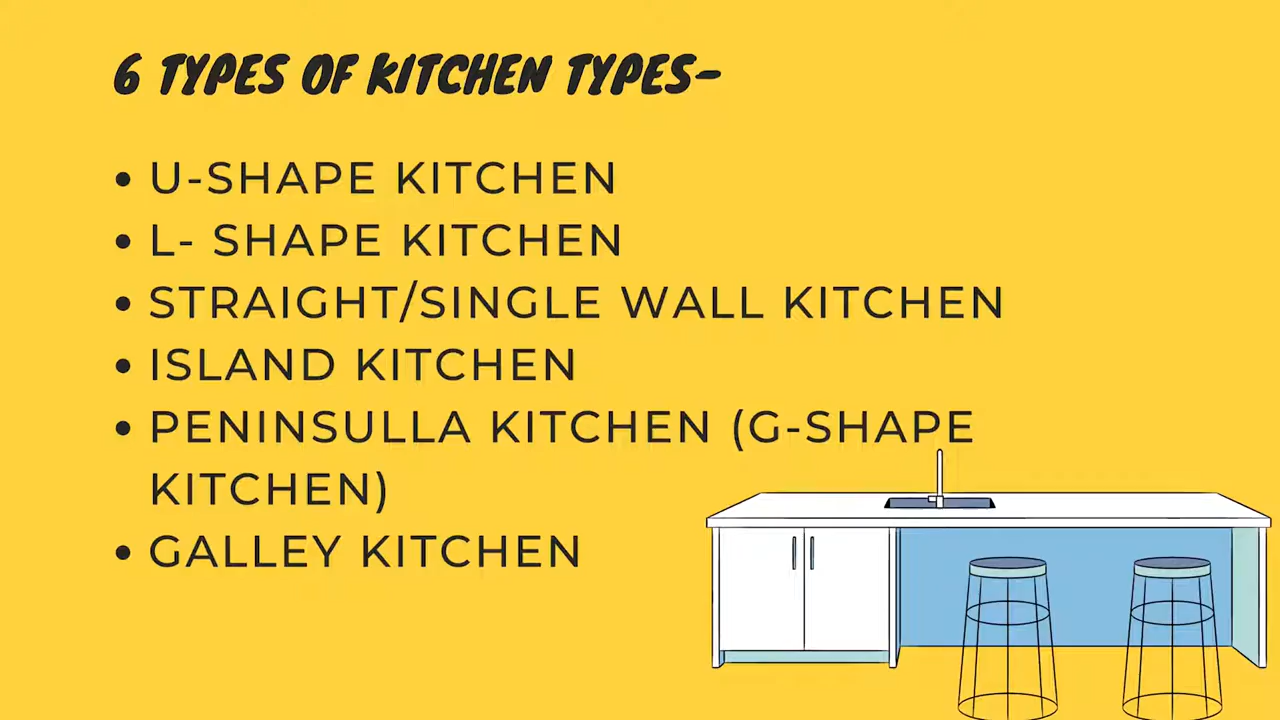 6 TYPES OF KITCHEN TYPES-
• U-SHAPE KITCHEN
• L- SHAPE KITCHEN
• STRAIGHT/SINGLE WALL KITCHEN
• ISLAND KITCHEN
• PENINSULLA KITCHEN (G-SHAPE
KITCHEN)
• GALLEY KITCHEN